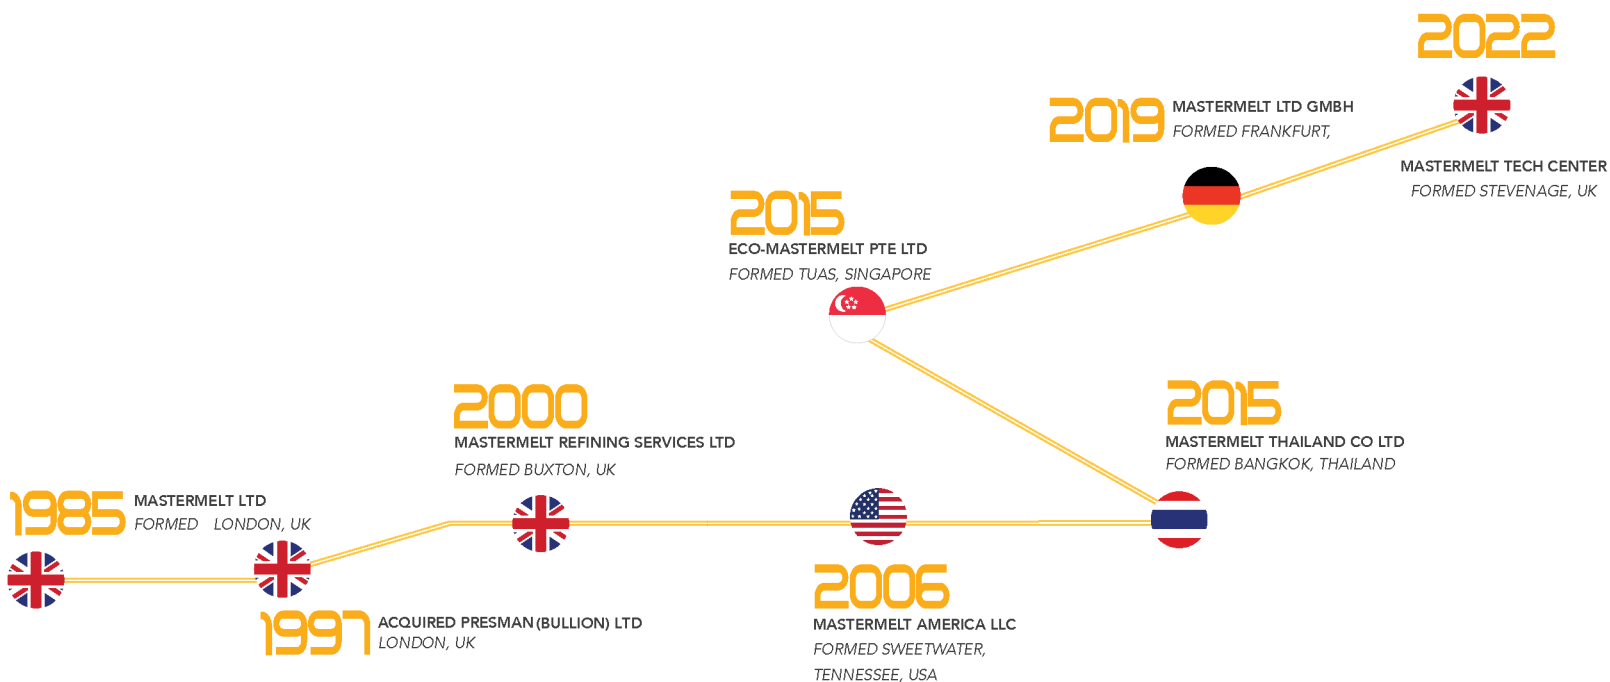 1985
MASTERMELT LTD
FORMED LONDON, UK
1997
ACQUIRED PRESMAN (BULLION) LTD
LONDON, UK
2000
MASTERMELT REFINING SERVICES LTD
FORMED BUXTON, UK
2006
MASTERMELT AMERICA LLC
FORMED SWEETWATER,
TENNESSEE, USA
2015
MASTERMELT THAILAND CO LTD
FORMED BANGKOK, THAILAND
2015
ECO-MASTERMELT PTE LTD
FORMED TUAS, SINGAPORE
2019
MASTERMELT LTD GMBH
FORMED FRANKFURT,
2022
MASTERMELT TECH CENTER
FORMED STEVENAGE, UK